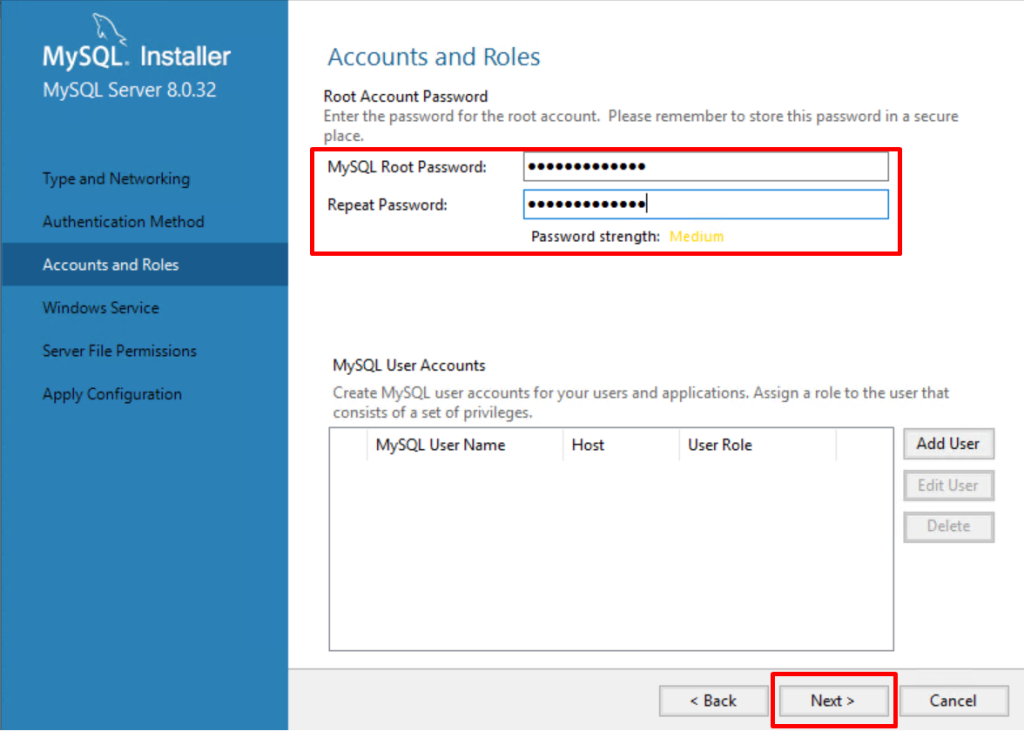 MySQL. Installer
MySQL Server 8.0.32
Type and Networking
Authentication Method
Accounts and Roles
Windows Service
Server File Permissions
Apply Configuration
Accounts and Roles
Root Account Password
Enter the password for the root account. Please remember to store this password in a secure
place.
MySQL Root Password: ●●●●●●●●●●●●●
Repeat Password: ●●●●●●●●●●●●●
Password strength: Medium
MySQL User Accounts
Create MySQL user accounts for your users and applications. Assign a role to the user that
consists of a set of privileges.
MySQL User Name Host User Role
Add User
Edit User
Delete
< Back Next > Cancel